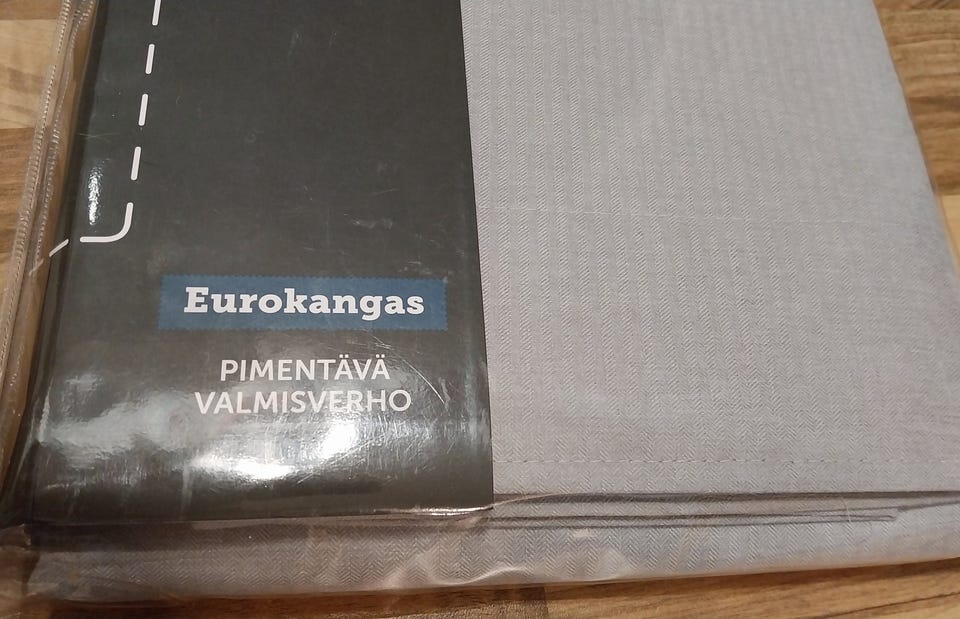 Eurokangas
PIMENTÄVÄ
VALMISVERHO